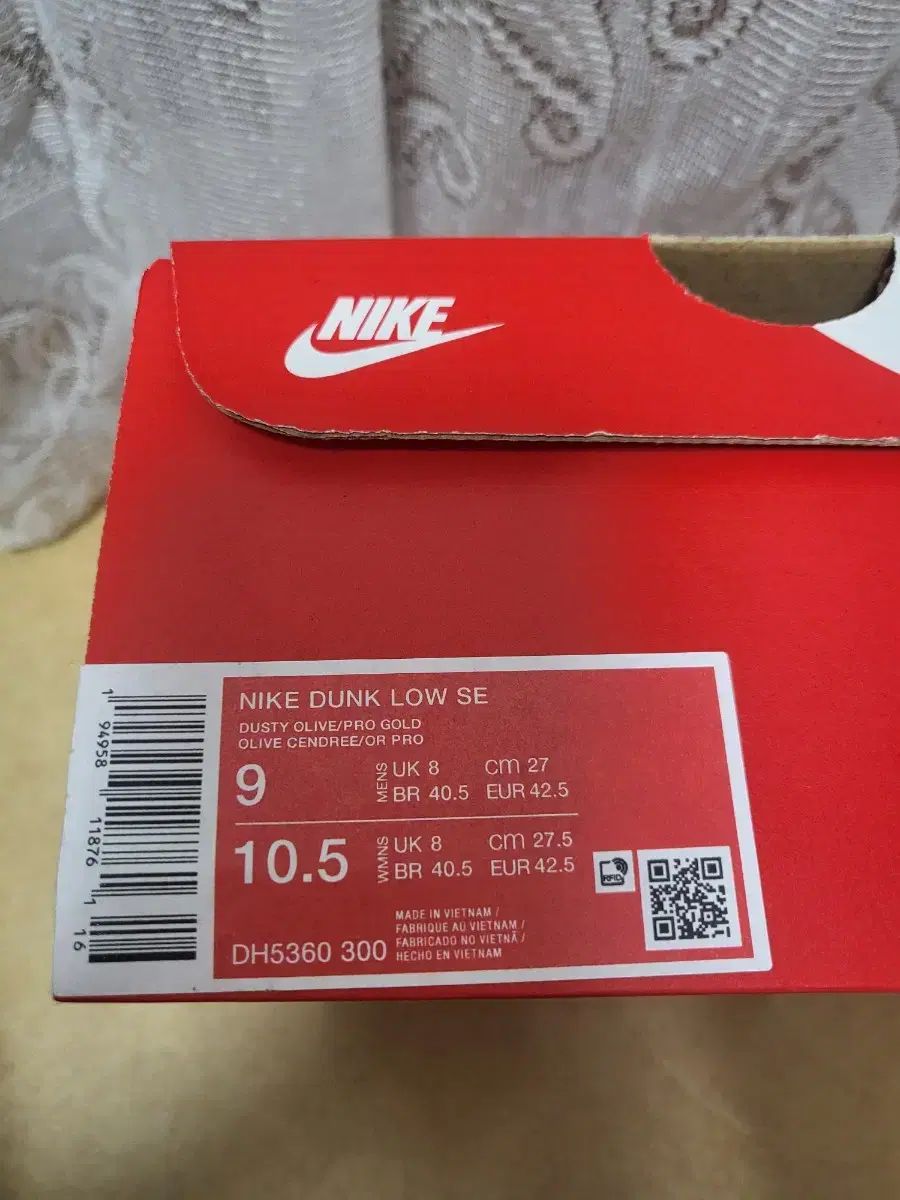 NIKE
NIKE DUNK LOW SE
DUSTY OLIVE/PRO GOLD
OLIVE CENDREE/OR PRO
9 MENS UK 8 cm 27
BR 40.5 EUR 42.5
10.5 WMNS UK 8 cm 27.5
BR 40.5 EUR 42.5
RFID
MADE IN VIETNAM /
FABRIQUE AU VIETNAM /
FABRICADO NO VIETNÃ /
HECHO EN VIETNAM
DH5360 300
1 94958 11876 1 16